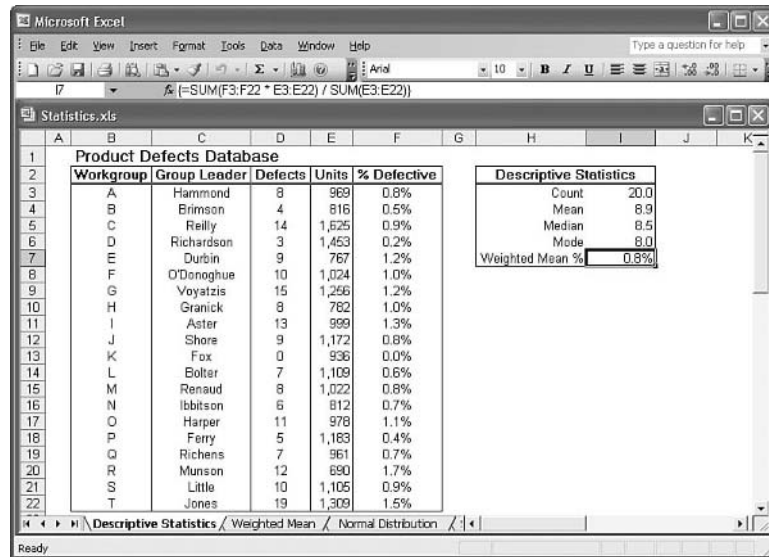 Microsoft Excel
File Edit View Insert Format Tools Data Window Help Type a question for help
Arial 10 B I U
I7 fx {=SUM(F3:F22 * E3:E22) / SUM(E3:E22)}
Statistics.xls
A B C D E F G H I J K
1 Product Defects Database
2 Workgroup Group Leader Defects Units % Defective Descriptive Statistics
3 A Hammond 8 969 0.8% Count 20.0
4 B Brimson 4 816 0.5% Mean 8.9
5 C Reilly 14 1,625 0.9% Median 8.5
6 D Richardson 3 1,453 0.2% Mode 8.0
7 E Durbin 9 767 1.2% Weighted Mean % 0.8%
8 F O'Donoghue 10 1,024 1.0%
9 G Voyatzis 15 1,256 1.2%
10 H Granick 8 782 1.0%
11 I Aster 13 999 1.3%
12 J Shore 9 1,172 0.8%
13 K Fox 0 936 0.0%
14 L Bolter 7 1,109 0.6%
15 M Renaud 8 1,022 0.8%
16 N Ibbitson 6 812 0.7%
17 O Harper 11 978 1.1%
18 P Ferry 5 1,183 0.4%
19 Q Richens 7 961 0.7%
20 R Munson 12 690 1.7%
21 S Little 10 1,105 0.9%
22 T Jones 19 1,309 1.5%
Descriptive Statistics / Weighted Mean / Normal Distribution /
Ready